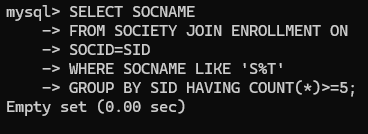 mysql> SELECT SOCNAME
-> FROM SOCIETY JOIN ENROLLMENT ON
-> SOCID=SID
-> WHERE SOCNAME LIKE 'S%T'
-> GROUP BY SID HAVING COUNT(*)>=5;
Empty set (0.00 sec)